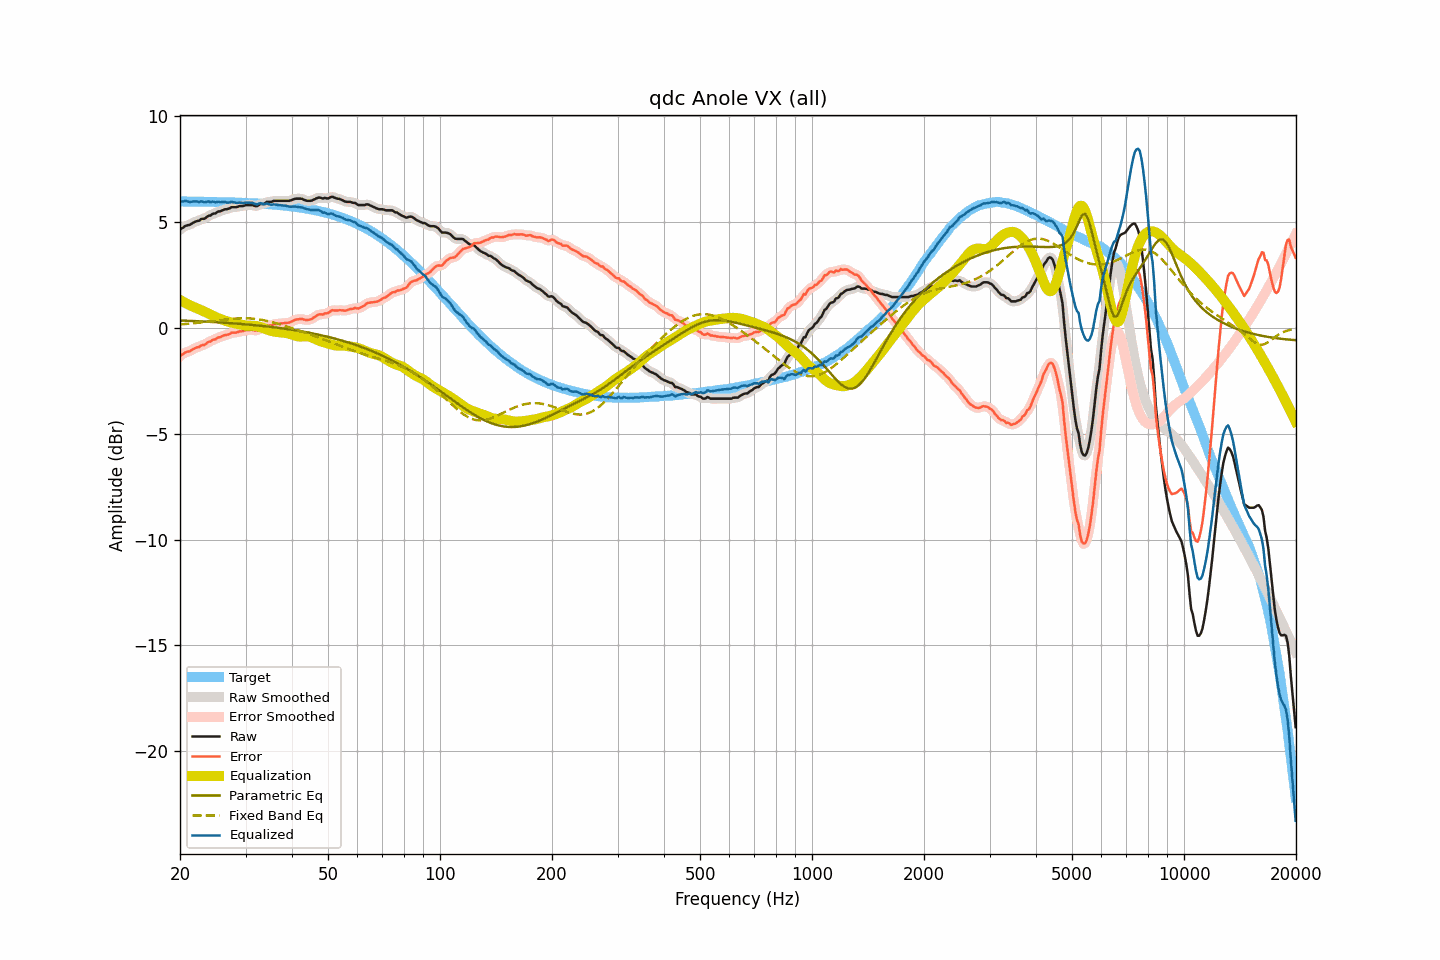 qdc Anole VX (all)
10
5
0
−5
−10
−15
−20
Amplitude (dBr)
Target
Raw Smoothed
Error Smoothed
Raw
Error
Equalization
Parametric Eq
Fixed Band Eq
Equalized
20 50 100 200 500 1000 2000 5000 10000 20000
Frequency (Hz)